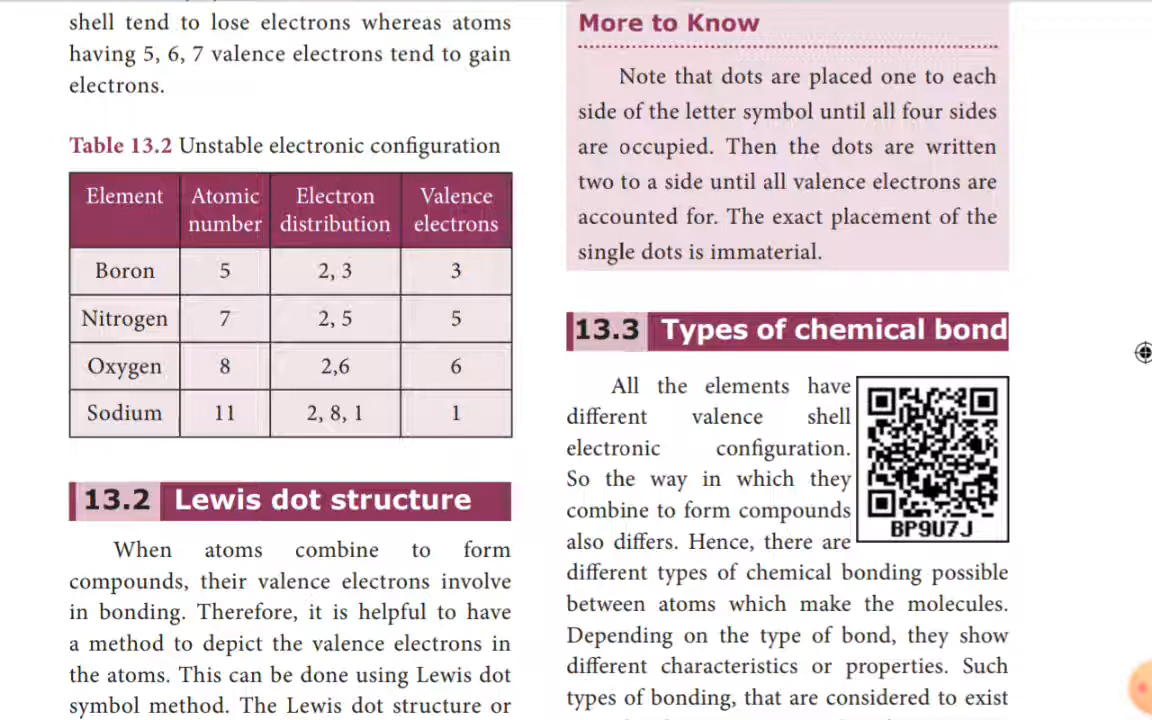 shell tend to lose electrons whereas atoms
having 5, 6, 7 valence electrons tend to gain
electrons.
Table 13.2 Unstable electronic configuration
Element Atomic number Electron distribution Valence electrons
Boron 5 2, 3 3
Nitrogen 7 2, 5 5
Oxygen 8 2,6 6
Sodium 11 2, 8, 1 1
13.2 Lewis dot structure
When atoms combine to form
compounds, their valence electrons involve
in bonding. Therefore, it is helpful to have
a method to depict the valence electrons in
the atoms. This can be done using Lewis dot
symbol method. The Lewis dot structure or
More to Know
Note that dots are placed one to each
side of the letter symbol until all four sides
are occupied. Then the dots are written
two to a side until all valence electrons are
accounted for. The exact placement of the
single dots is immaterial.
13.3 Types of chemical bond
All the elements have
different valence shell
electronic configuration.
So the way in which they
combine to form compounds
also differs. Hence, there are
different types of chemical bonding possible
between atoms which make the molecules.
Depending on the type of bond, they show
different characteristics or properties. Such
types of bonding, that are considered to exist
BP9U7J